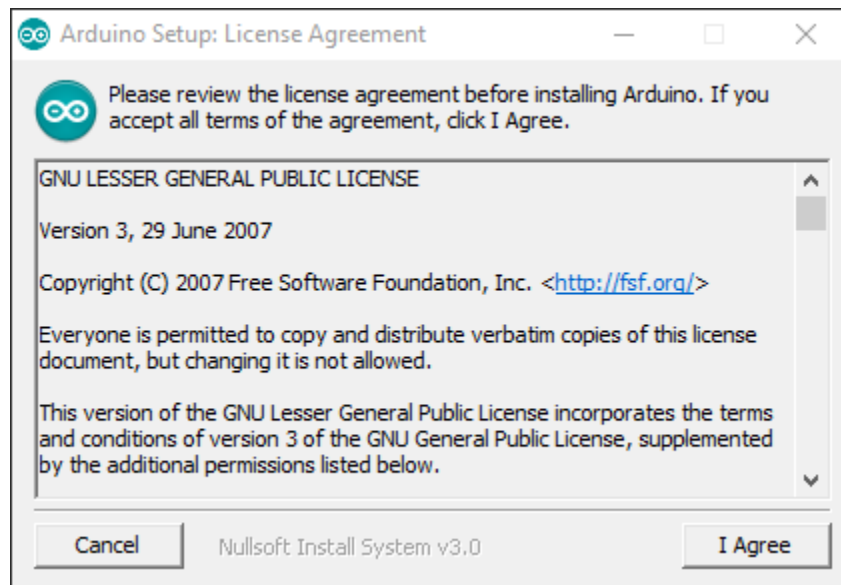 Arduino Setup: License Agreement
Please review the license agreement before installing Arduino. If you
accept all terms of the agreement, click I Agree.
GNU LESSER GENERAL PUBLIC LICENSE
Version 3, 29 June 2007
Copyright (C) 2007 Free Software Foundation, Inc. <http://fsf.org/>
Everyone is permitted to copy and distribute verbatim copies of this license
document, but changing it is not allowed.
This version of the GNU Lesser General Public License incorporates the terms
and conditions of version 3 of the GNU General Public License, supplemented
by the additional permissions listed below.
Cancel
Nullsoft Install System v3.0
I Agree